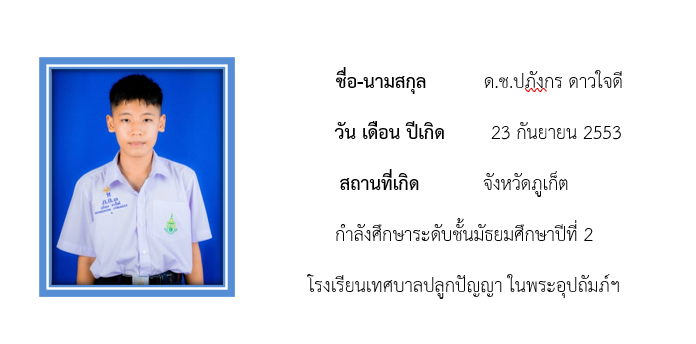 ชื่อ-นามสกุล ด.ช.ปภังกร ดาวใจดี
วัน เดือน ปีเกิด 23 กันยายน 2553
สถานที่เกิด จังหวัดภูเก็ต
กำลังศึกษาระดับชั้นมัธยมศึกษาปีที่ 2
โรงเรียนเทศบาลปลูกปัญญา ในพระอุปถัมภ์ฯ